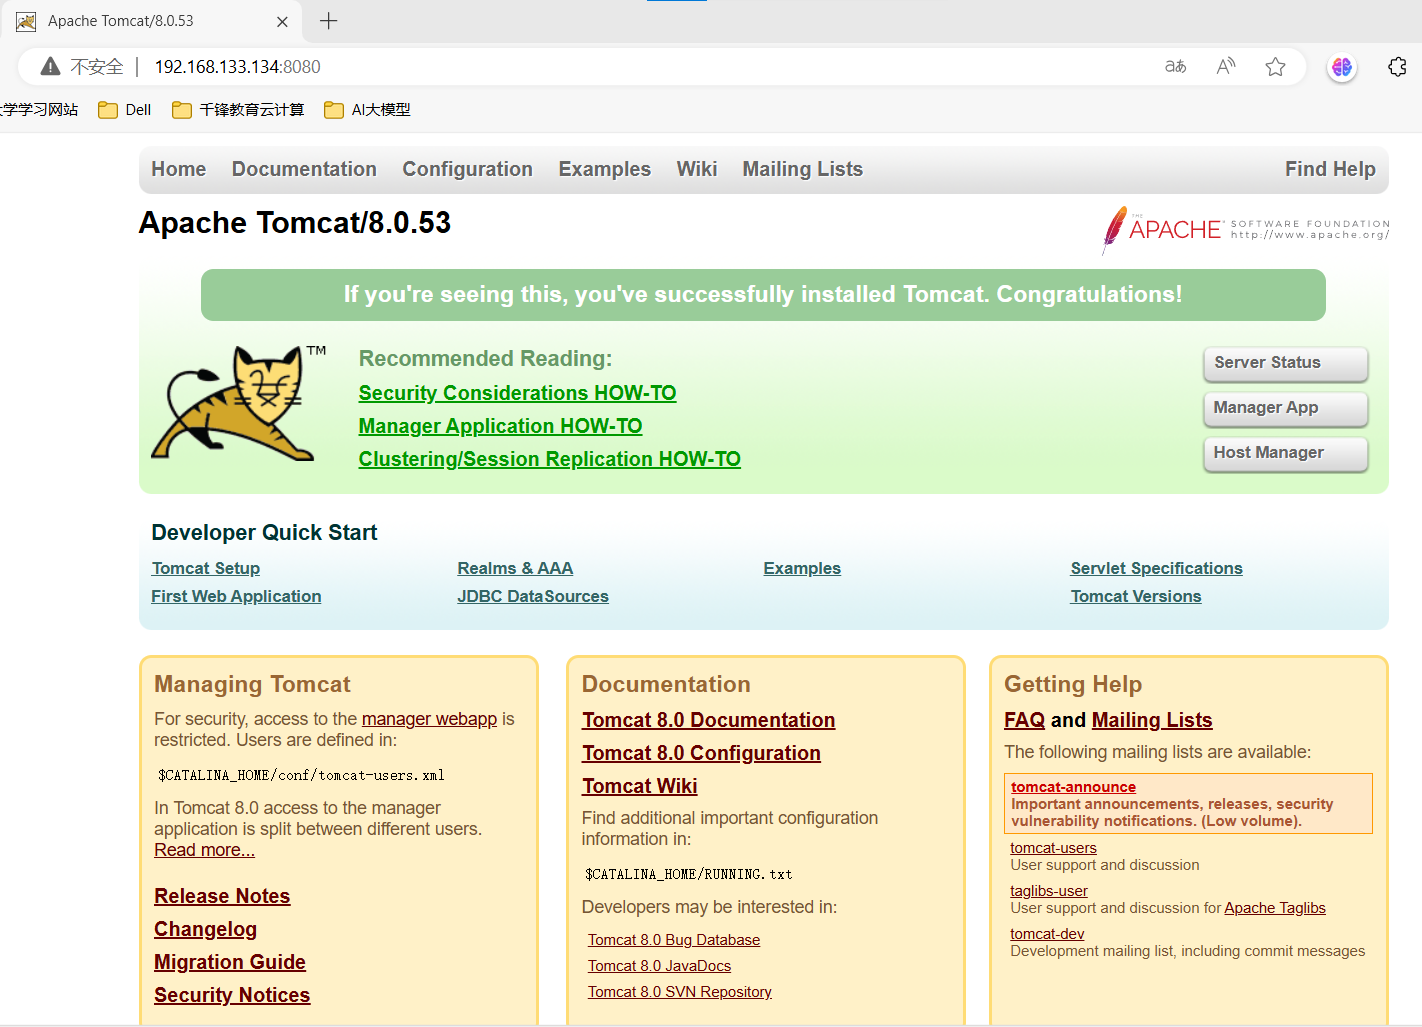 Apache Tomcat/8.0.53
不安全 192.168.133.134:8080 aあ A
学学习网站 Dell 千锋教育云计算 AI大模型
Home Documentation Configuration Examples Wiki Mailing Lists Find Help
Apache Tomcat/8.0.53
THE APACHE SOFTWARE FOUNDATION
http://www.apache.org/
If you're seeing this, you've successfully installed Tomcat. Congratulations!
TM
Recommended Reading:
Security Considerations HOW-TO
Manager Application HOW-TO
Clustering/Session Replication HOW-TO
Server Status
Manager App
Host Manager
Developer Quick Start
Tomcat Setup Realms & AAA Examples Servlet Specifications
First Web Application JDBC DataSources Tomcat Versions
Managing Tomcat
For security, access to the manager webapp is
restricted. Users are defined in:
$CATALINA_HOME/conf/tomcat-users.xml
In Tomcat 8.0 access to the manager
application is split between different users.
Read more...
Release Notes
Changelog
Migration Guide
Security Notices
Documentation
Tomcat 8.0 Documentation
Tomcat 8.0 Configuration
Tomcat Wiki
Find additional important configuration
information in:
$CATALINA_HOME/RUNNING.txt
Developers may be interested in:
Tomcat 8.0 Bug Database
Tomcat 8.0 JavaDocs
Tomcat 8.0 SVN Repository
Getting Help
FAQ and Mailing Lists
The following mailing lists are available:
tomcat-announce
Important announcements, releases, security
vulnerability notifications. (Low volume).
tomcat-users
User support and discussion
taglibs-user
User support and discussion for Apache Taglibs
tomcat-dev
Development mailing list, including commit messages